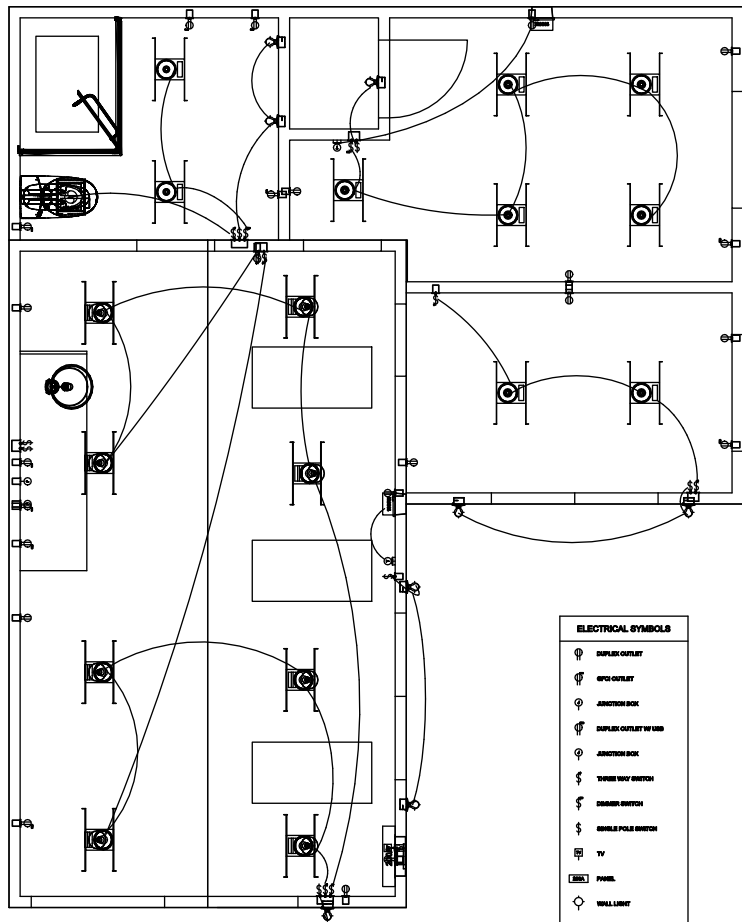 ELECTRICAL SYMBOLS
DUPLEX OUTLET
GFCI OUTLET
JUNCTION BOX
DUPLEX OUTLET W/ USB
JUNCTION BOX
THREE WAY SWITCH
DIMMER SWITCH
SINGLE POLE SWITCH
TV
200A PANEL
WALL LIGHT